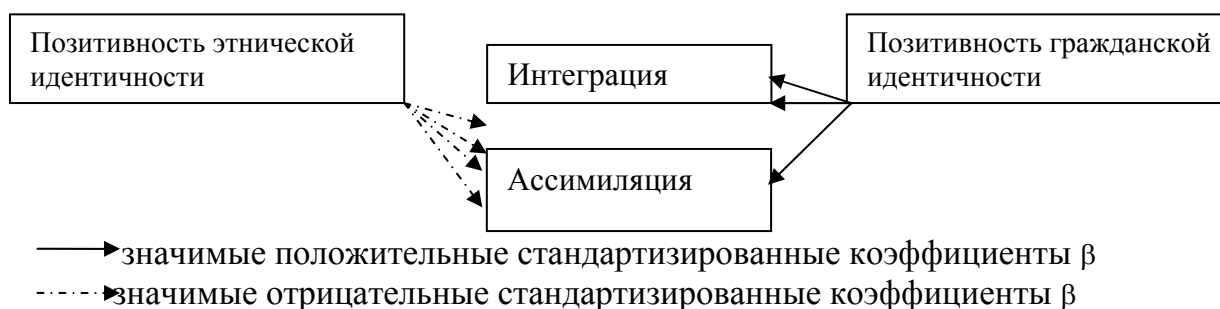 Позитивность этнической
идентичности
Интеграция
Позитивность гражданской
идентичности
Ассимиляция
значимые положительные стандартизированные коэффициенты β
значимые отрицательные стандартизированные коэффициенты β